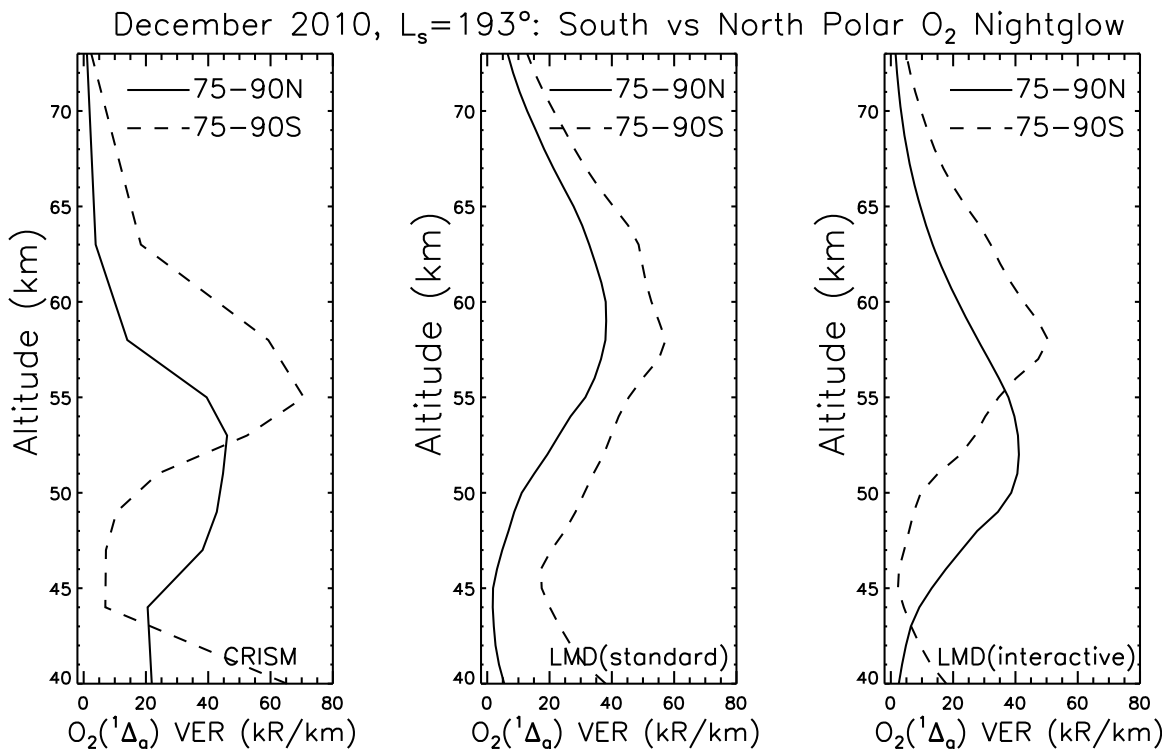 December 2010, Lₛ=193°: South vs North Polar O₂ Nightglow
75-90N
75-90S
CRISM
Altitude (km)
70
65
60
55
50
45
40
0 20 40 60 80
O₂(¹Δg) VER (kR/km)
75-90N
75-90S
LMD(standard)
Altitude (km)
70
65
60
55
50
45
40
0 20 40 60 80
O₂(¹Δg) VER (kR/km)
75-90N
75-90S
LMD(interactive)
Altitude (km)
70
65
60
55
50
45
40
0 20 40 60 80
O₂(¹Δg) VER (kR/km)